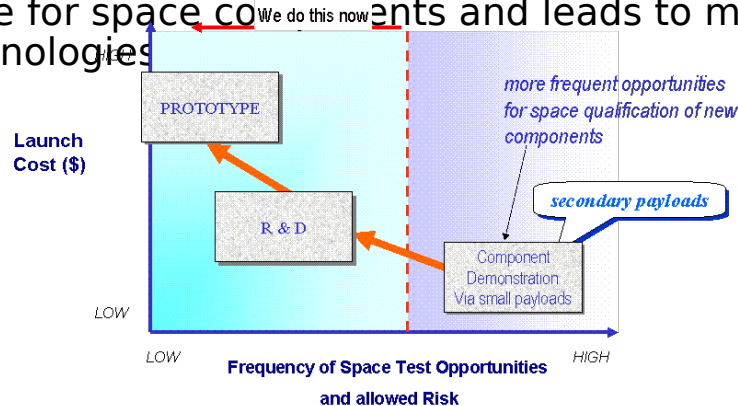 e for space co ents and leads to m
nologies
We do this now
HIGH
PROTOTYPE
more frequent opportunities
for space qualification of new
components
Launch
Cost ($)
secondary payloads
R & D
Component
Demonstration
Via small payloads
LOW
LOW
HIGH
Frequency of Space Test Opportunities
and allowed Risk